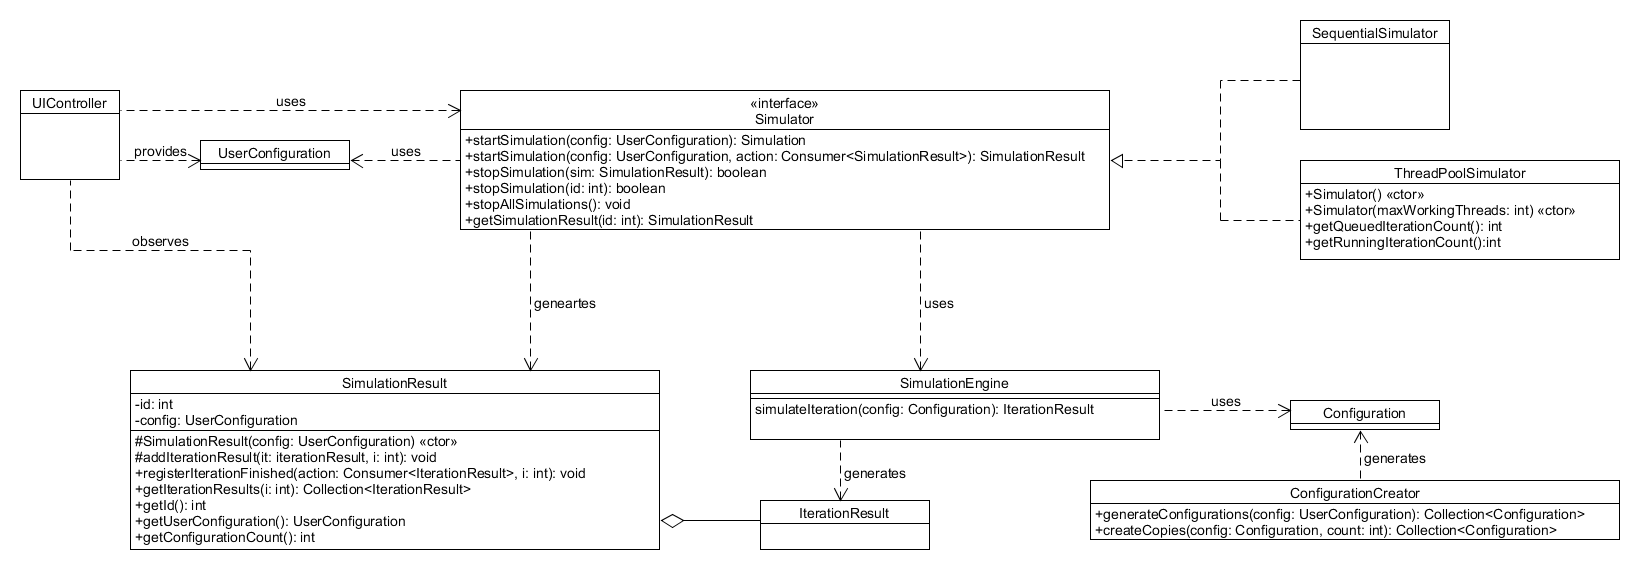 SequentialSimulator
UIController
uses
«interface»
Simulator
+startSimulation(config: UserConfiguration): Simulation
+startSimulation(config: UserConfiguration, action: Consumer<SimulationResult>): SimulationResult
+stopSimulation(sim: SimulationResult): boolean
+stopSimulation(id: int): boolean
+stopAllSimulations(): void
+getSimulationResult(id: int): SimulationResult
provides
UserConfiguration
uses
ThreadPoolSimulator
+Simulator() «ctor»
+Simulator(maxWorkingThreads: int) «ctor»
+getQueuedIterationCount(): int
+getRunningIterationCount():int
observes
geneartes
uses
SimulationResult
-id: int
-config: UserConfiguration
#SimulationResult(config: UserConfiguration) «ctor»
#addIterationResult(it: iterationResult, i: int): void
+registerIterationFinished(action: Consumer<IterationResult>, i: int): void
+getIterationResults(i: int): Collection<IterationResult>
+getId(): int
+getUserConfiguration(): UserConfiguration
+getConfigurationCount(): int
SimulationEngine
simulateIteration(config: Configuration): IterationResult
uses
Configuration
generates
generates
IterationResult
ConfigurationCreator
+generateConfigurations(config: UserConfiguration): Collection<Configuration>
+createCopies(config: Configuration, count: int): Collection<Configuration>